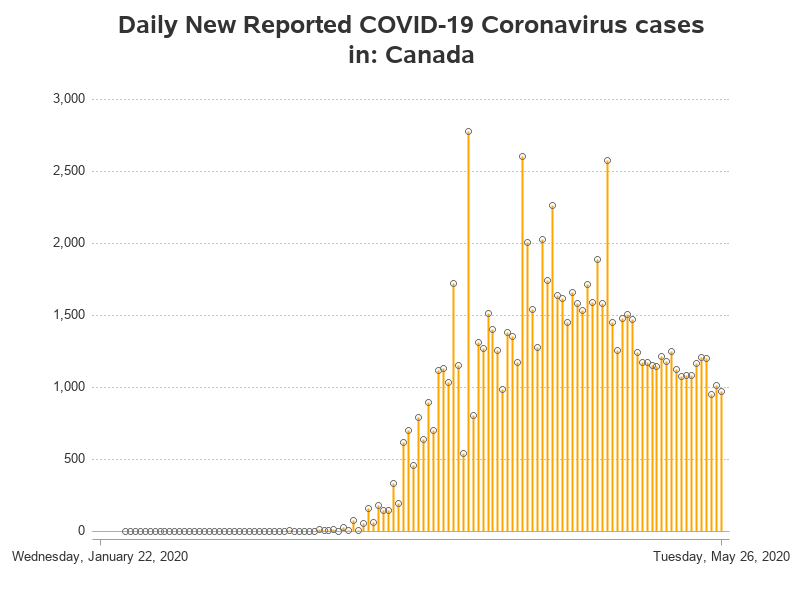 Daily New Reported COVID-19 Coronavirus cases
in: Canada
3,000
2,500
2,000
1,500
1,000
500
0
Wednesday, January 22, 2020
Tuesday, May 26, 2020